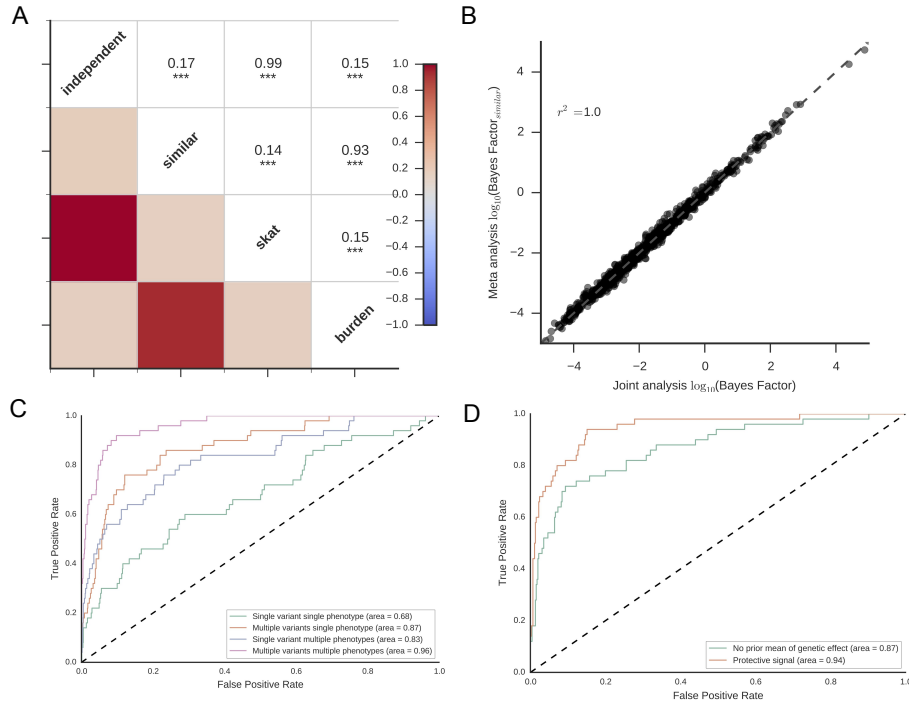 A
independent
0.17
***
0.99
***
0.15
***
similar
0.14
***
0.93
***
skat
0.15
***
burden
1.0
0.8
0.6
0.4
0.2
0.0
−0.2
−0.4
−0.6
−0.8
−1.0
B
4
2
0
−2
−4
r² =1.0
Meta analysis log₁₀(Bayes Factor_similar)
−4
−2
0
2
4
Joint analysis log₁₀(Bayes Factor)
C
1.0
0.8
0.6
0.4
0.2
0.0
True Positive Rate
Single variant single phenotype (area = 0.68)
Multiple variants single phenotype (area = 0.87)
Single variant multiple phenotypes (area = 0.83)
Multiple variants multiple phenotypes (area = 0.96)
0.0
0.2
0.4
0.6
0.8
1.0
False Positive Rate
D
1.0
0.8
0.6
0.4
0.2
0.0
True Positive Rate
No prior mean of genetic effect (area = 0.87)
Protective signal (area = 0.94)
0.0
0.2
0.4
0.6
0.8
1.0
False Positive Rate